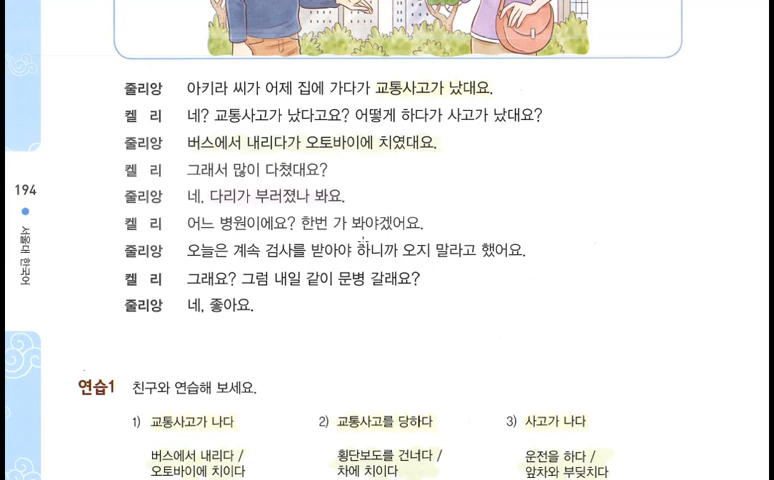 줄리앙 아키라 씨가 어제 집에 가다가 교통사고가 났대요.
켈 리 네? 교통사고가 났다고요? 어떻게 하다가 사고가 났대요?
줄리앙 버스에서 내리다가 오토바이에 치였대요.
켈 리 그래서 많이 다쳤대요?
줄리앙 네, 다리가 부러졌나 봐요.
켈 리 어느 병원이에요? 한번 가 봐야겠어요.
줄리앙 오늘은 계속 검사를 받아야 하니까 오지 말라고 했어요.
켈 리 그래요? 그럼 내일 같이 문병 갈래요?
줄리앙 네, 좋아요.
194
서울대 한국어
연습1 친구와 연습해 보세요.
1) 교통사고가 나다
버스에서 내리다 /
오토바이에 치이다
2) 교통사고를 당하다
횡단보도를 건너다 /
차에 치이다
3) 사고가 나다
운전을 하다 /
앞차와 부딪치다